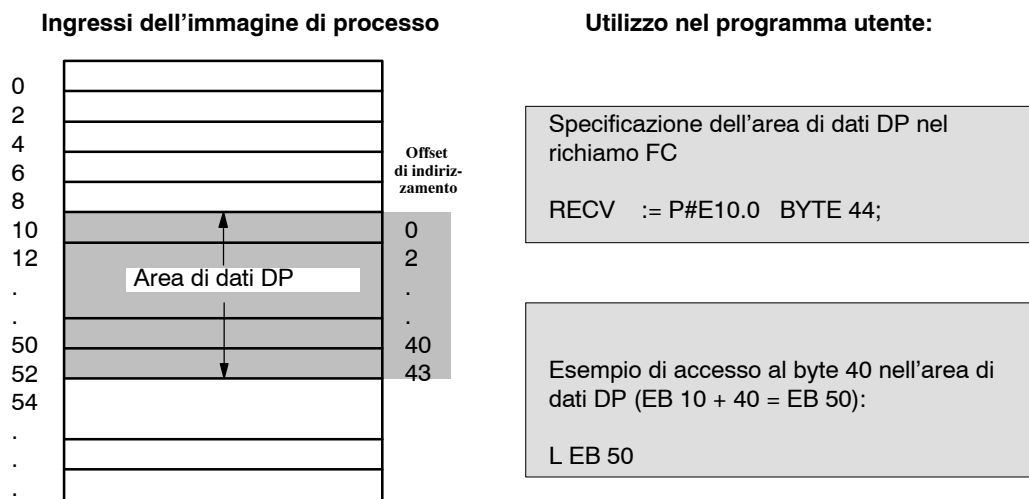 Ingressi dell'immagine di processo
Utilizzo nel programma utente:
0
2
4
6
8
10
12
.
.
50
52
54
.
.
.
Area di dati DP
Offset
di indiriz-
zamento
0
2
.
.
40
43
Specificazione dell'area di dati DP nel
richiamo FC
RECV := P#E10.0 BYTE 44;
Esempio di accesso al byte 40 nell'area di
dati DP (EB 10 + 40 = EB 50):
L EB 50